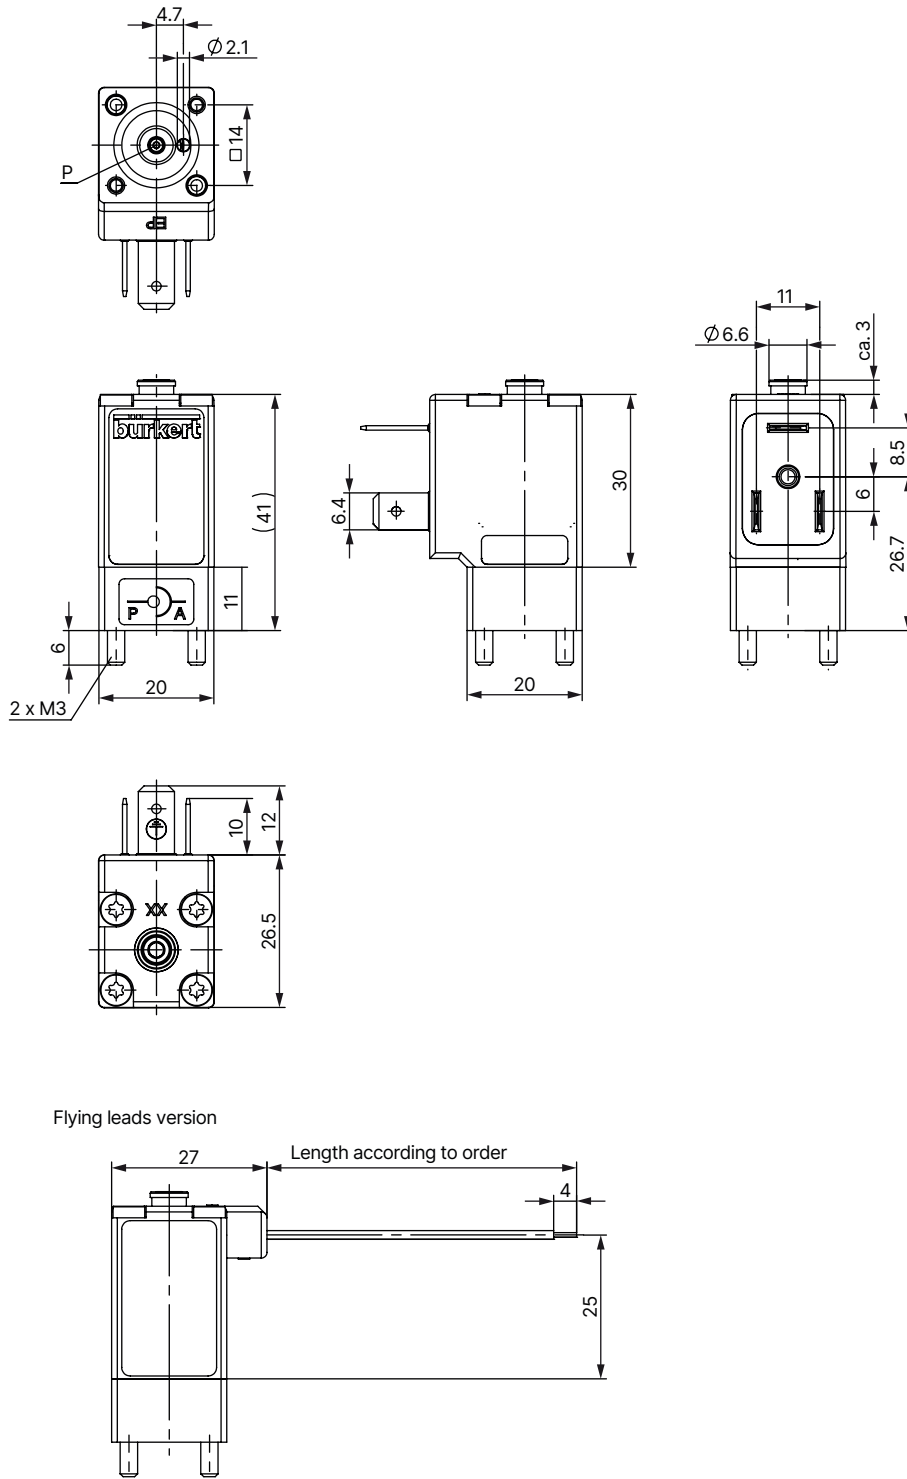 4.7
⌀ 2.1
□ 14
P
11
⌀ 6.6
ca. 3
bürkert
8.5
6.4
30
6
(41)
26.7
P A
11
6
20
20
2 x M3
10
12
XX
26.5
Flying leads version
27
Length according to order
4
25